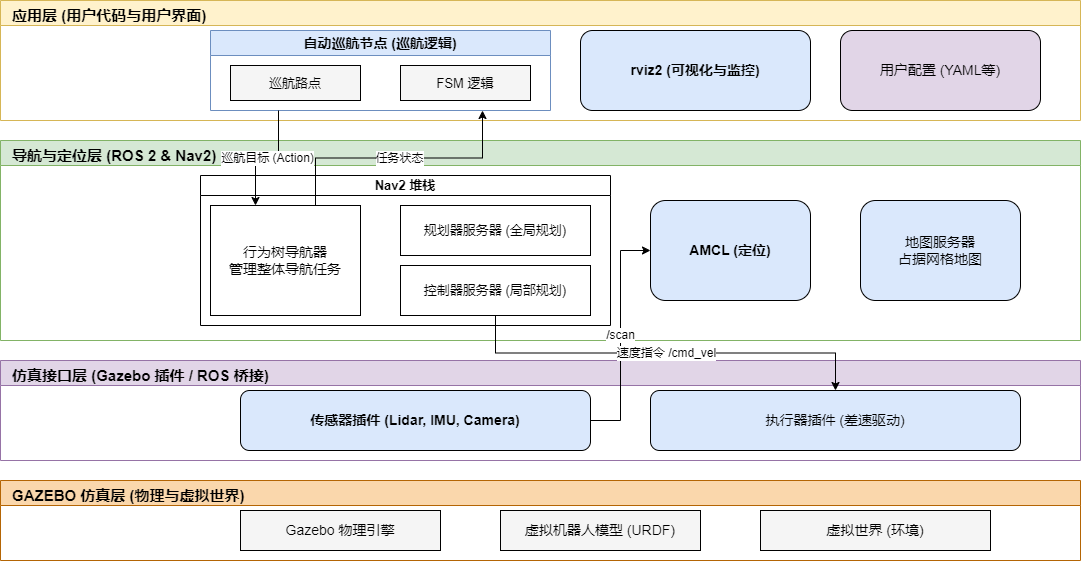 应用层 (用户代码与用户界面)
自动巡航节点 (巡航逻辑)
巡航路点
FSM 逻辑
rviz2 (可视化与监控)
用户配置 (YAML等)
导航与定位层 (ROS 2 & Nav2)
巡航目标 (Action)
任务状态
Nav2 堆栈
行为树导航器
管理整体导航任务
规划器服务器 (全局规划)
控制器服务器 (局部规划)
AMCL (定位)
地图服务器
占据网格地图
/scan
速度指令 /cmd_vel
仿真接口层 (Gazebo 插件 / ROS 桥接)
传感器插件 (Lidar, IMU, Camera)
执行器插件 (差速驱动)
GAZEBO 仿真层 (物理与虚拟世界)
Gazebo 物理引擎
虚拟机器人模型 (URDF)
虚拟世界 (环境)